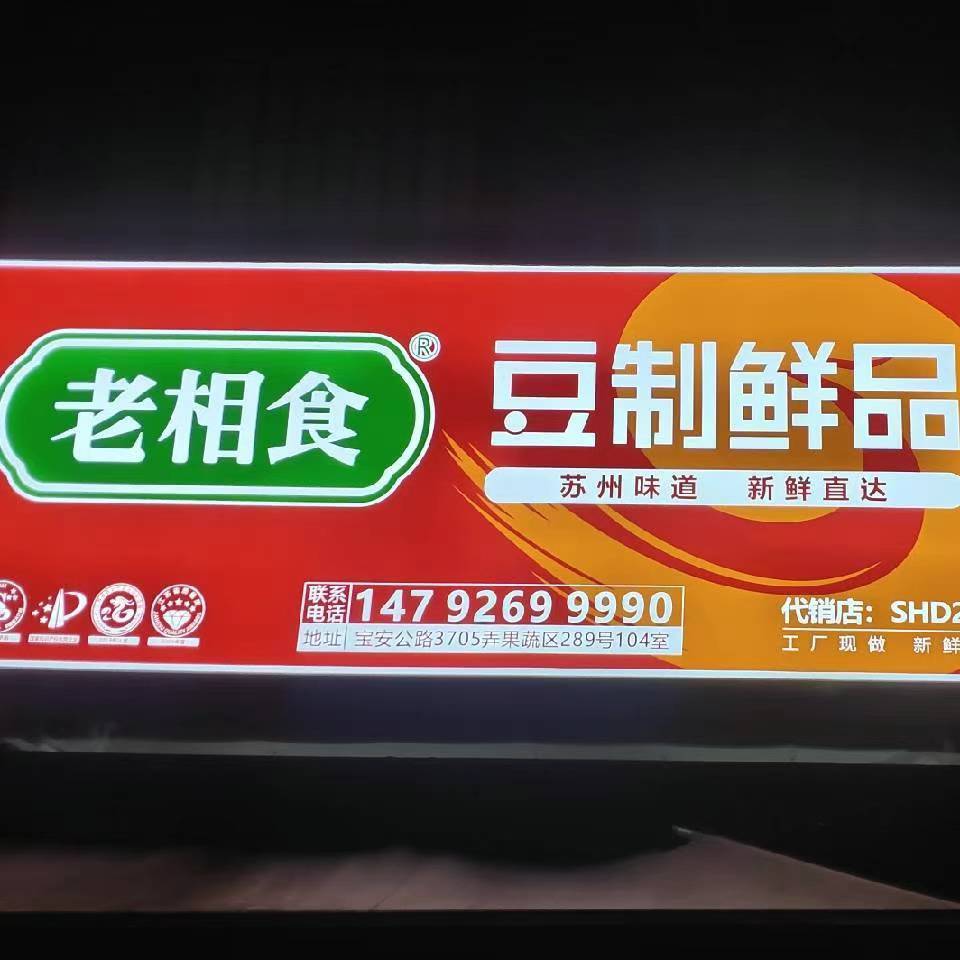 老相食®
豆制鲜品
苏州味道 新鲜直达
联系电话 147 9269 9990
地址 宝安公路3705弄果蔬区289号104室
代销店：SHD2
工厂现做 新鲜